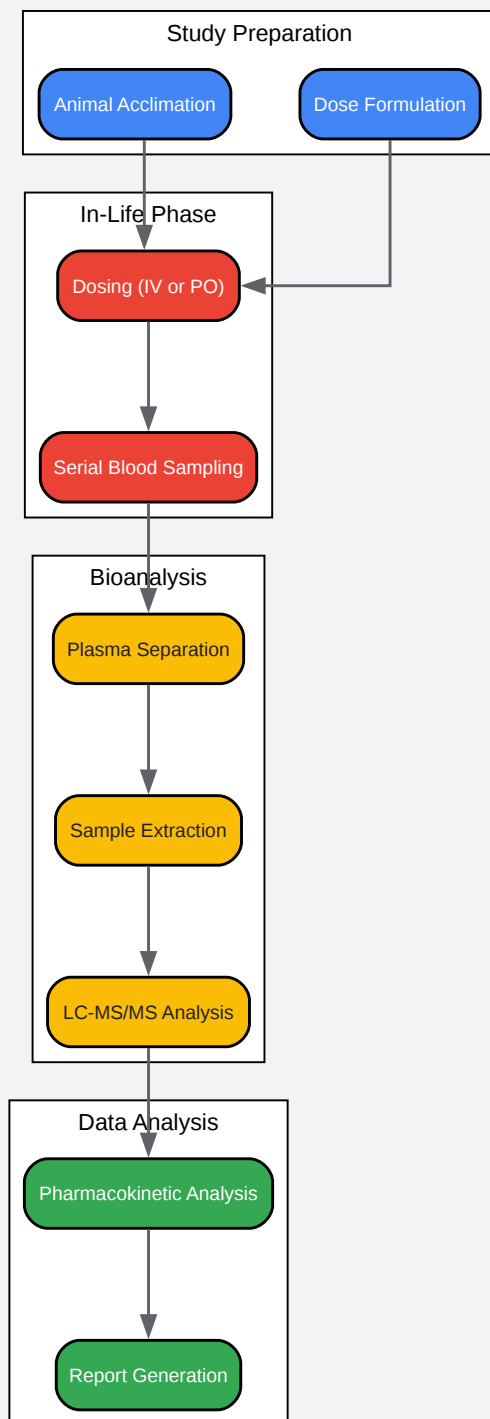 Study Preparation
Animal Acclimation
Dose Formulation
In-Life Phase
Dosing (IV or PO)
Serial Blood Sampling
Bioanalysis
Plasma Separation
Sample Extraction
LC-MS/MS Analysis
Data Analysis
Pharmacokinetic Analysis
Report Generation